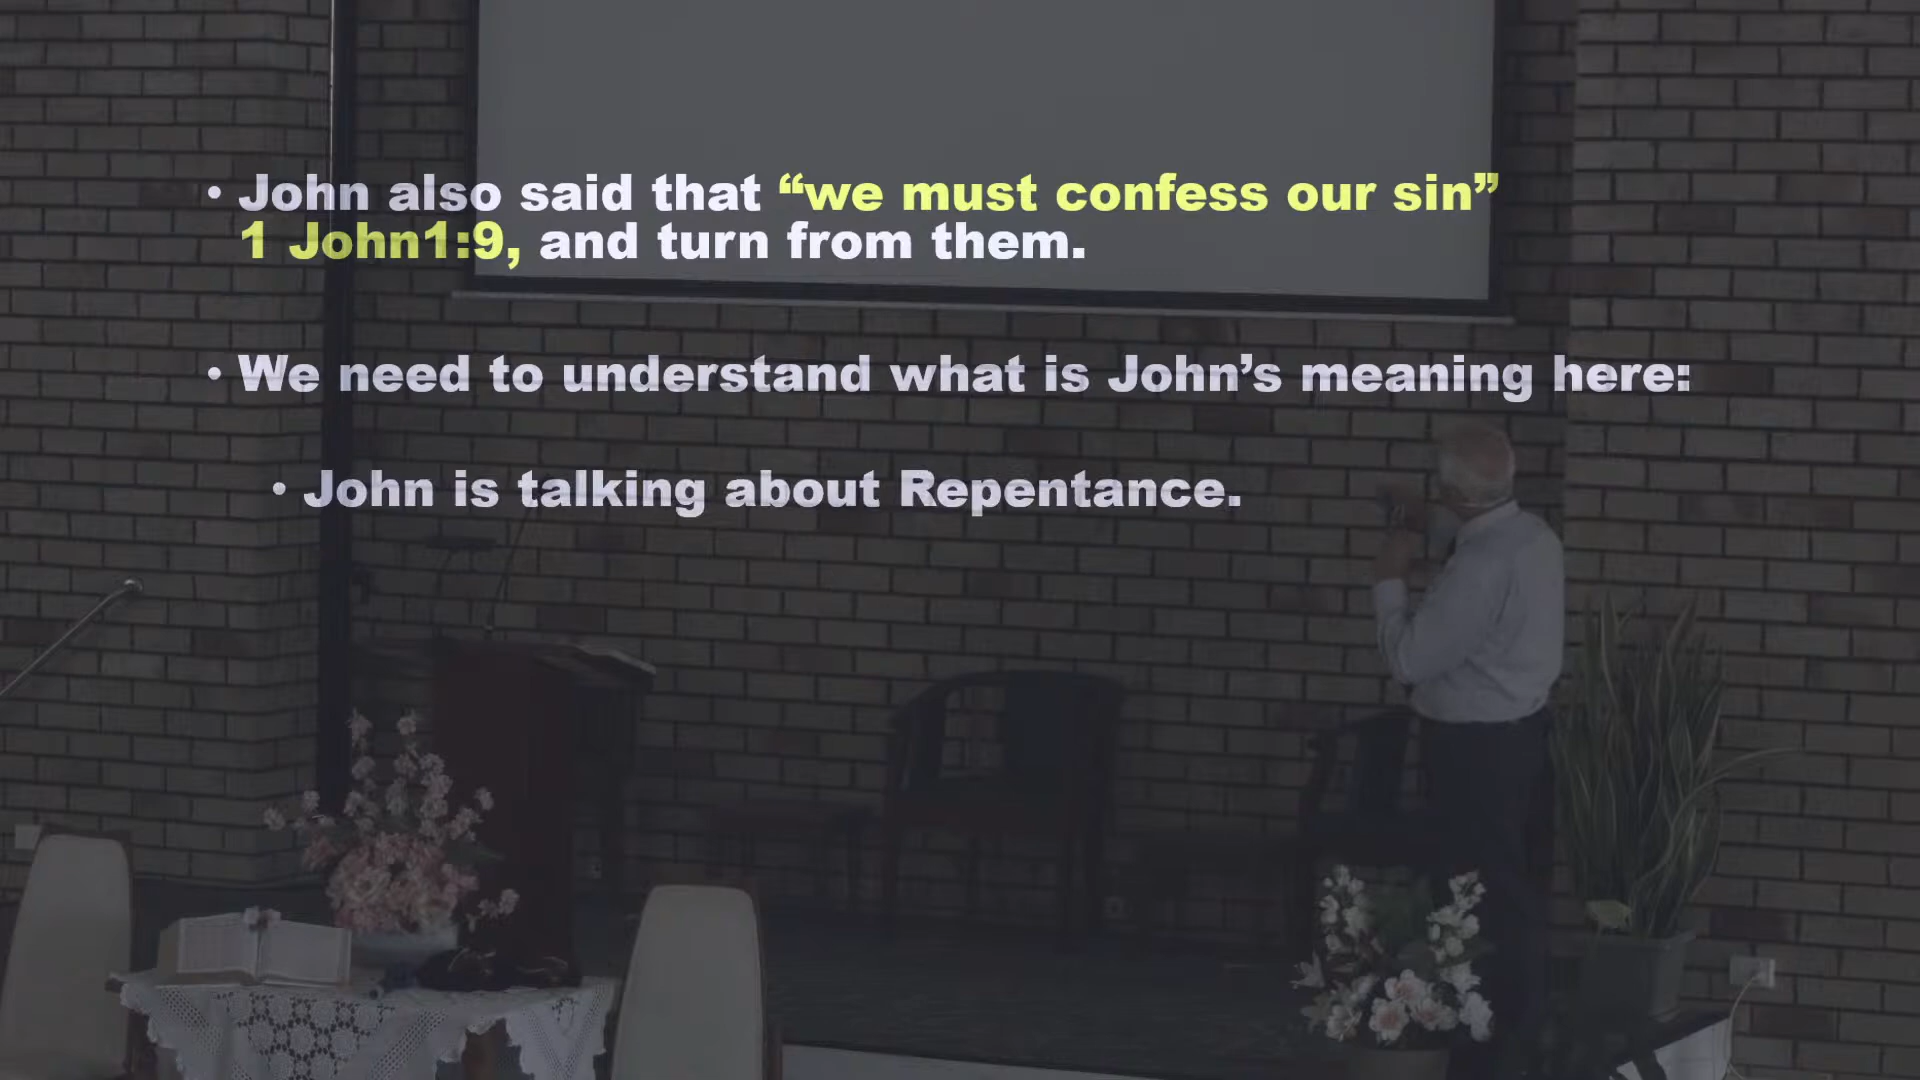 • John also said that “we must confess our sin”
1 John1:9, and turn from them.
• We need to understand what is John’s meaning here:
• John is talking about Repentance.